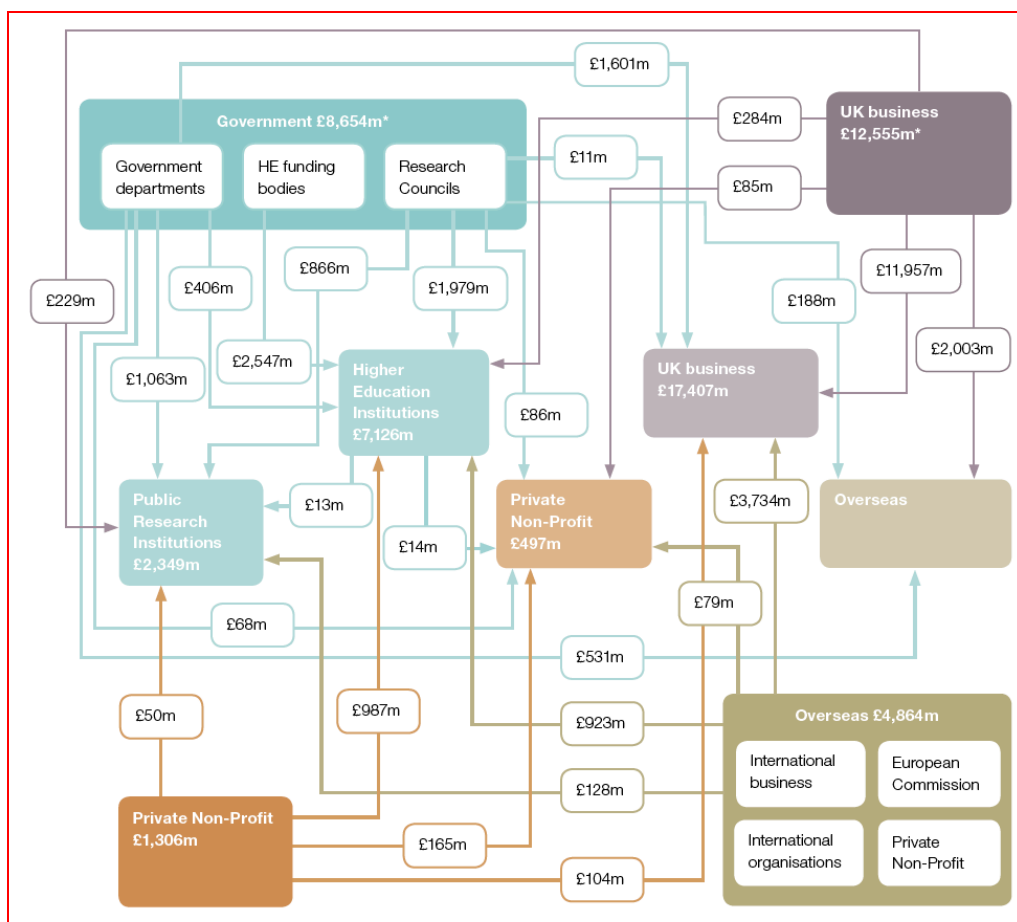 £1,601m
Government £8,654m*
Government
departments
HE funding
bodies
Research
Councils
£11m
£284m
£85m
UK business
£12,555m*
£229m
£406m
£866m
£1,979m
£188m
£11,957m
£2,003m
£1,063m
£2,547m
Higher
Education
Institutions
£7,126m
£86m
UK business
£17,407m
Public
Research
Institutions
£2,349m
£13m
£14m
Private
Non-Profit
£497m
£3,734m
Overseas
£68m
£79m
£531m
£50m
£987m
£923m
£128m
£165m
£104m
Private Non-Profit
£1,306m
Overseas £4,864m
International
business
European
Commission
International
organisations
Private
Non-Profit